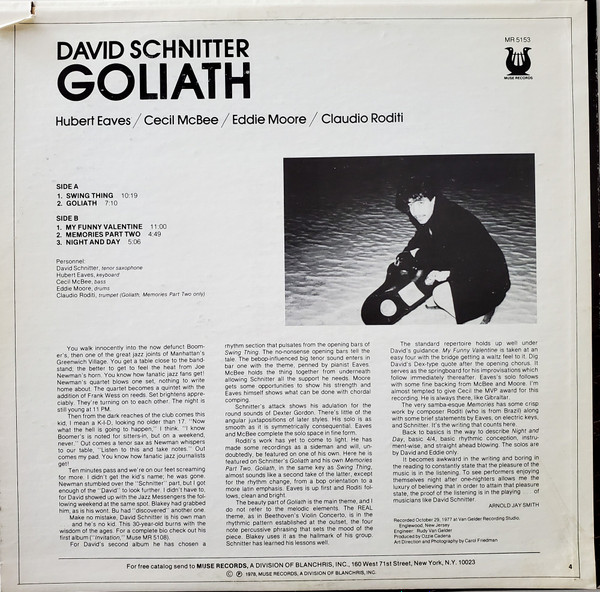 DAVID SCHNITTER
GOLIATH
MR 5153
MUSE RECORDS
Hubert Eaves / Cecil McBee / Eddie Moore / Claudio Roditi
SIDE A
1. SWING THING 10:19
2. GOLIATH 7:10
SIDE B
1. MY FUNNY VALENTINE 11:00
2. MEMORIES PART TWO 4:49
3. NIGHT AND DAY 5:06
Personnel:
David Schnitter, tenor saxophone
Hubert Eaves, keyboard
Cecil McBee, bass
Eddie Moore, drums
Claudio Roditi, trumpet (Goliath, Memories Part Two only)
You walk innocently into the now defunct Boom-
er's, then one of the great jazz joints of Manhattan's
Greenwich Village. You get a table close to the band-
stand; the better to get to feel the heat from Joe
Newman's horn. You know how fanatic jazz fans get!
Newman's quartet blows one set, nothing to write
home about. The quartet becomes a quintet with the
addition of Frank Wess on reeds. Set brightens appre-
ciably. They're turning on to each other. The night is
still young at 11 P.M.
Then from the dark reaches of the club comes this
kid, I mean a K-I-D, looking no older than 17. "Now
what the hell is going to happen," I think. "I know
Boomer's is noted for sitters-in, but on a weekend,
never." Out comes a tenor sax as Newman whispers
to our table, "Listen to this and take notes." Out
comes my pad. You know how fanatic jazz journalists
get!
Ten minutes pass and we're on our feet screaming
for more. I didn't get the kid's name; he was gone.
Newman stumbled over the "Schnitter" part, but I got
enough of the "David" to look further. I didn't have to,
for David showed up with the Jazz Messengers the fol-
lowing weekend at the same spot. Blakey had grabbed
him, as is his wont. Bu had "discovered" another one.
Make no mistake, David Schnitter is his own man
and he's no kid. This 30-year-old burns with the
wisdom of the ages. For a complete bio check out his
first album ("Invitation," Muse MR 5108).
For David's second album he has chosen a
rhythm section that pulsates from the opening bars of
Swing Thing. The no-nonsense opening bars tell the
tale. The bebop-influenced big tenor sound enters in
bar one with the theme, penned by pianist Eaves.
McBee holds the thing together from underneath
allowing Schnitter all the support he needs, Moore
gets some opportunities to show his strength and
Eaves himself shows what can be done with chordal
comping.
Schnitter's attack shows his adulation for the
round sounds of Dexter Gordon. There's little of the
angular juxtapositions of later styles. His solo is as
smooth as it is symmetrically consequential. Eaves
and McBee complete the solo space in fine form.
Roditi's work has yet to come to light. He has
made some recordings as a sideman and will, un-
doubtedly, be featured on one of his own. Here he is
featured on Schnitter's Goliath and his own Memories
Part Two. Goliath, in the same key as Swing Thing,
almost sounds like a second take of the latter, except
for the rhythm change, from a bop orientation to a
more latin emphasis. Eaves is up first and Roditi fol-
lows, clean and bright.
The beauty part of Goliath is the main theme, and I
do not refer to the melodic elements. The REAL
theme, as in Beethoven's Violin Concerto, is in the
rhythmic pattern established at the outset, the four
note percussive phrasing that sets the mood of the
piece. Blakey uses it as the hallmark of his group.
Schnitter has learned his lessons well.
The standard repertoire holds up well under
David's guidance. My Funny Valentine is taken at an
easy four with the bridge getting a waltz feel to it. Dig
David's Dex-type quote after the opening chorus. It
serves as the springboard for his improvisations which
follow immediately thereafter. Eaves's solo follows
with some fine backing from McBee and Moore. I'm
almost tempted to give Cecil the MVP award for this
recording. He is always there, like Gibraltar.
The very samba-esque Memories has some crisp
work by composer Roditi (who is from Brazil) along
with some brief statements by Eaves, on electric keys,
and Schnitter. It's the writing that counts here.
Back to basics is the way to describe Night and
Day, basic 4/4, basic rhythmic conception, instru-
ment-wise, and straight ahead blowing. The solos are
by David and Eddie only.
It becomes awkward in the writing and boring in
the reading to constantly state that the pleasure of the
music is in the listening. To see performers enjoying
themselves night after one-nighters allows me the
luxury of believing that in order to attain that pleasure
state, the proof of the listening is in the playing of
musicians like David Schnitter.
ARNOLD JAY SMITH
Recorded October 29, 1977 at Van Gelder Recording Studio,
Englewood, New Jersey
Engineer: Rudy Van Gelder
Produced by Ozzie Cadena
Art Direction and Photography by Carol Friedman
For free catalog send to MUSE RECORDS, A DIVISION OF BLANCHRIS, INC., 160 West 71st Street, New York, N.Y. 10023
© ℗ 1978, MUSE RECORDS, A DIVISION OF BLANCHRIS, INC.
4